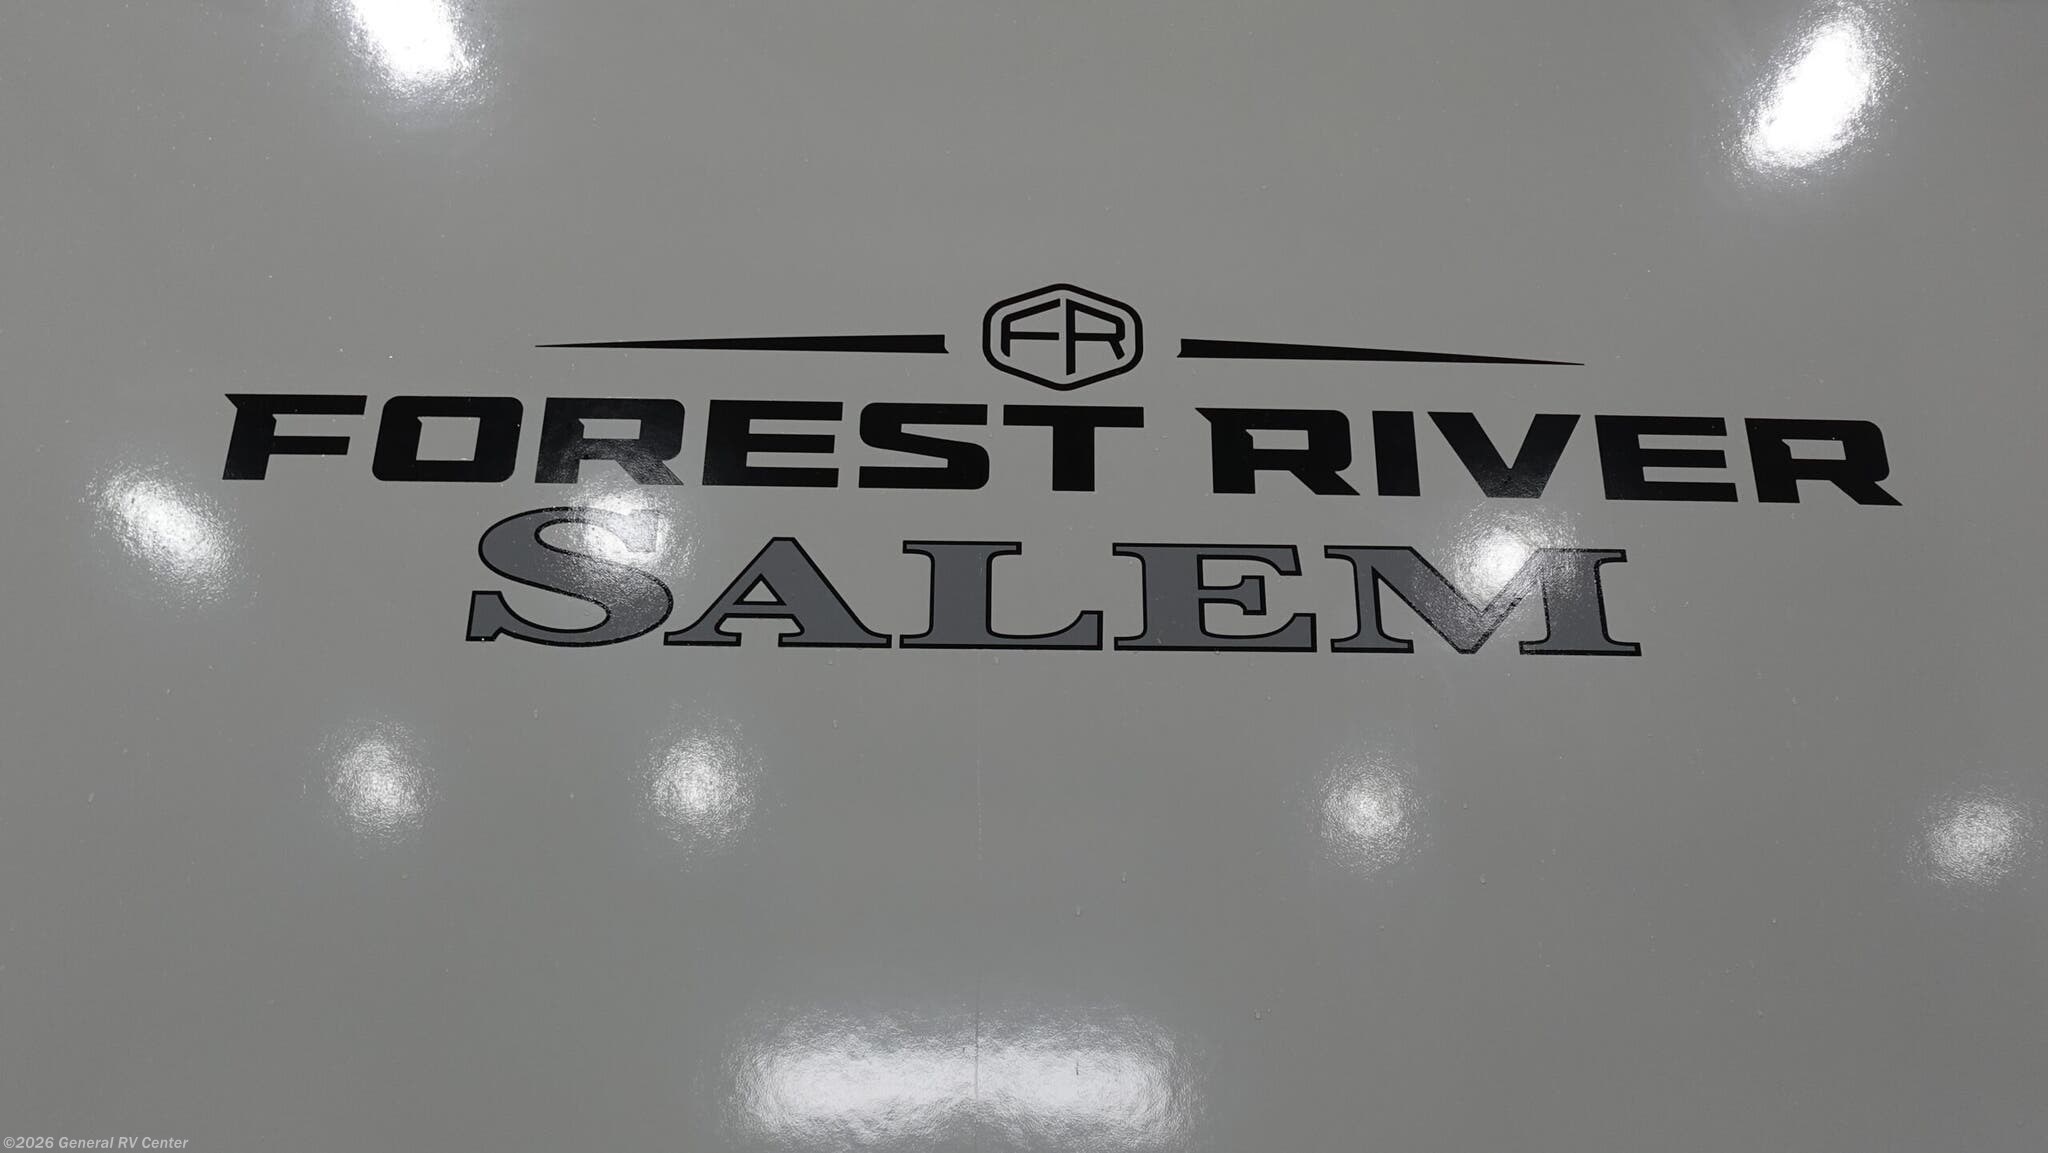 FR
FOREST RIVER
SALEM
©2026 General RV Center